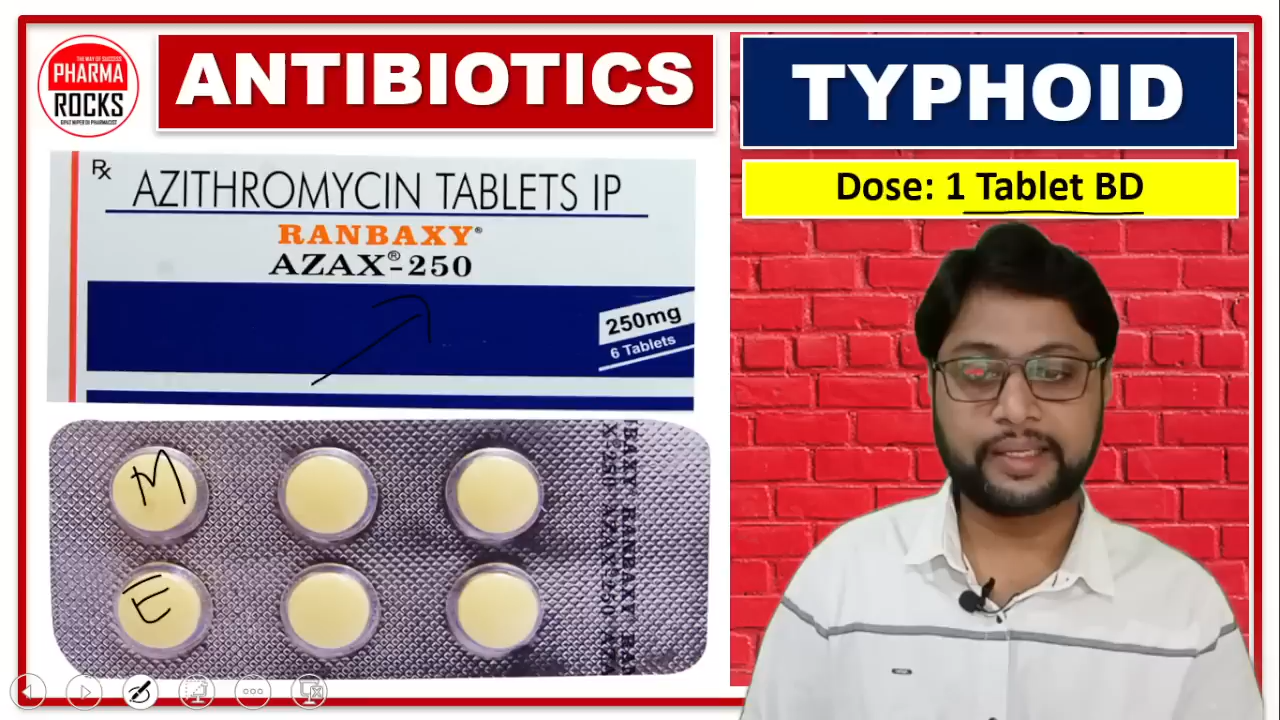 THE WAY OF SUCCESS
PHARMA
ROCKS
ANTIBIOTICS
TYPHOID
Dose: 1 Tablet BD
Rx
AZITHROMYCIN TABLETS IP
RANBAXY®
AZAX®-250
250mg
6 Tablets
M
E
RANBAXY